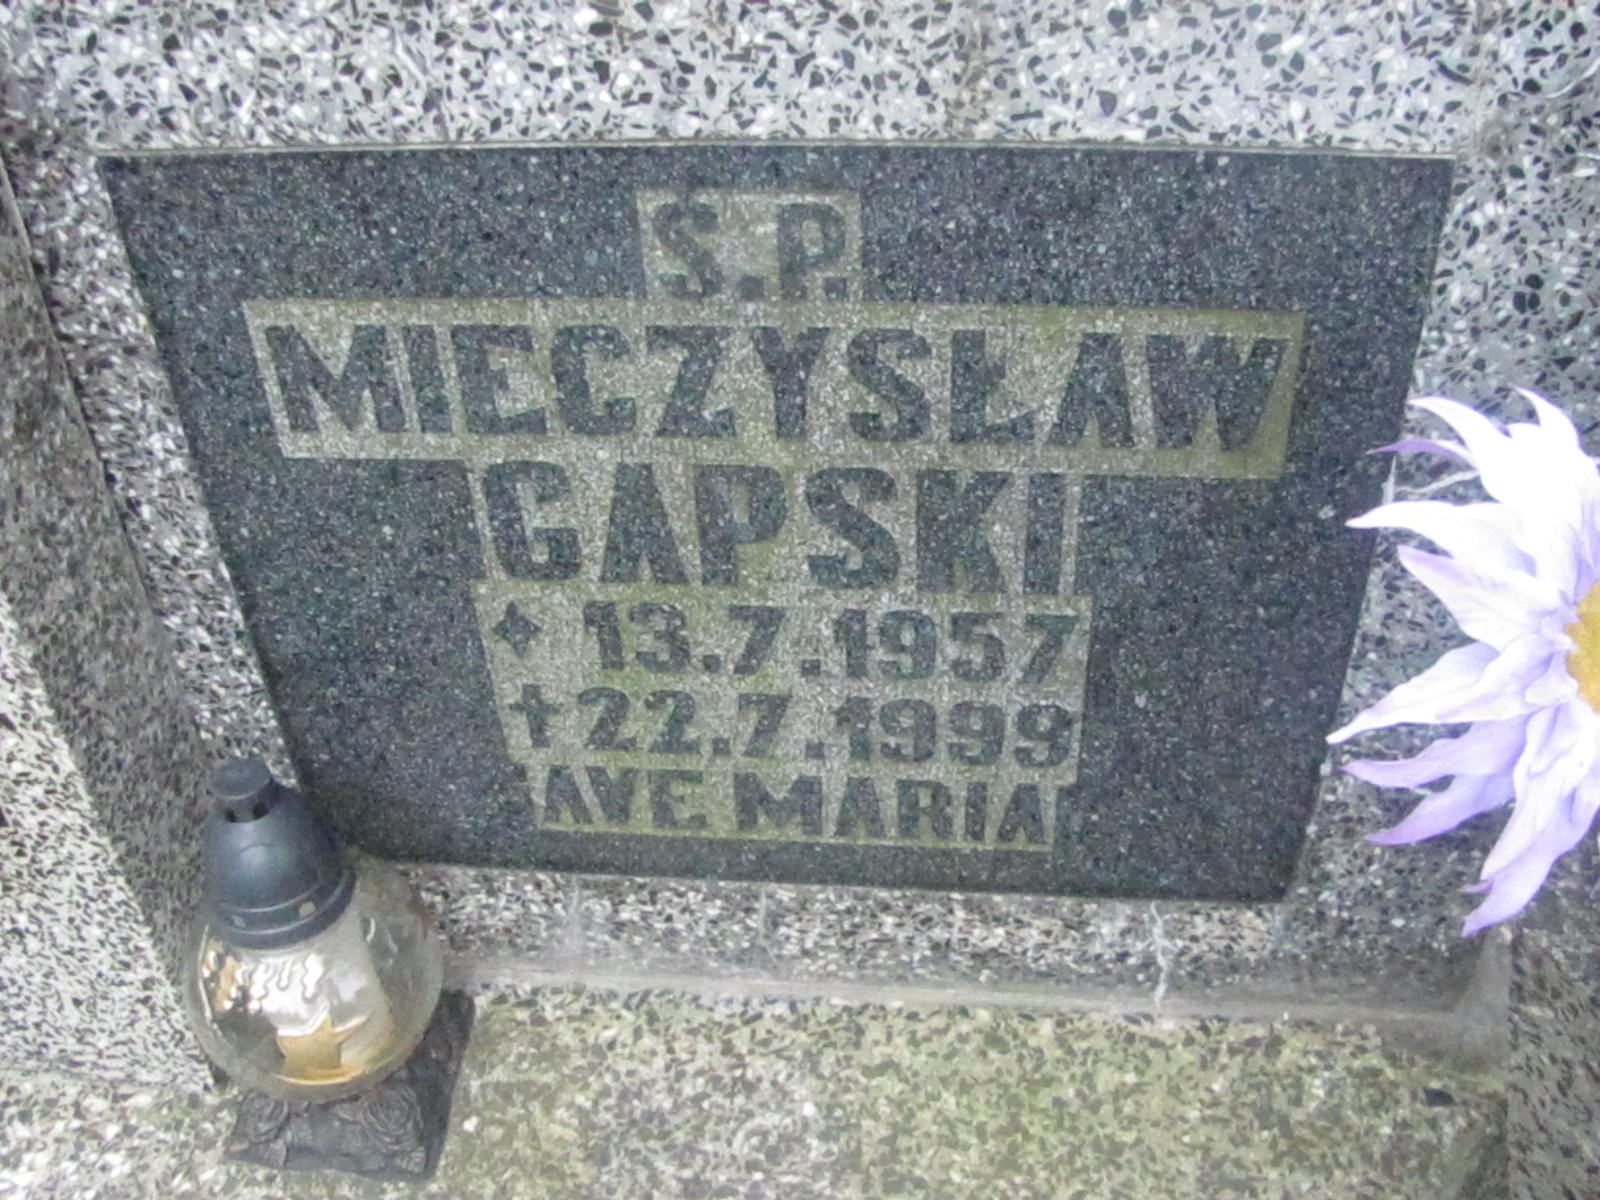 Ś.P.
MIECZYSŁAW
GAPSKI
✦ 13.7.1957
†22.7.1999
AVE MARIA